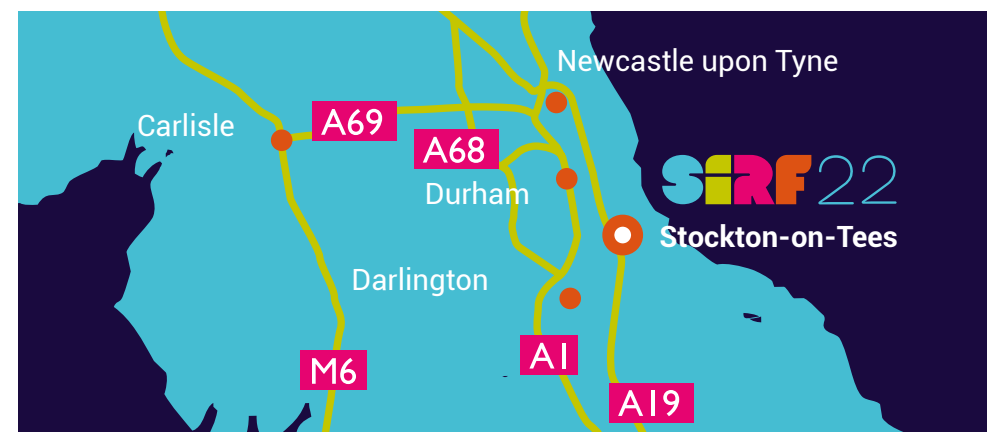 Newcastle upon Tyne
Carlisle
A69
A68
SiRF22
Durham
Stockton-on-Tees
Darlington
A1
M6
A19